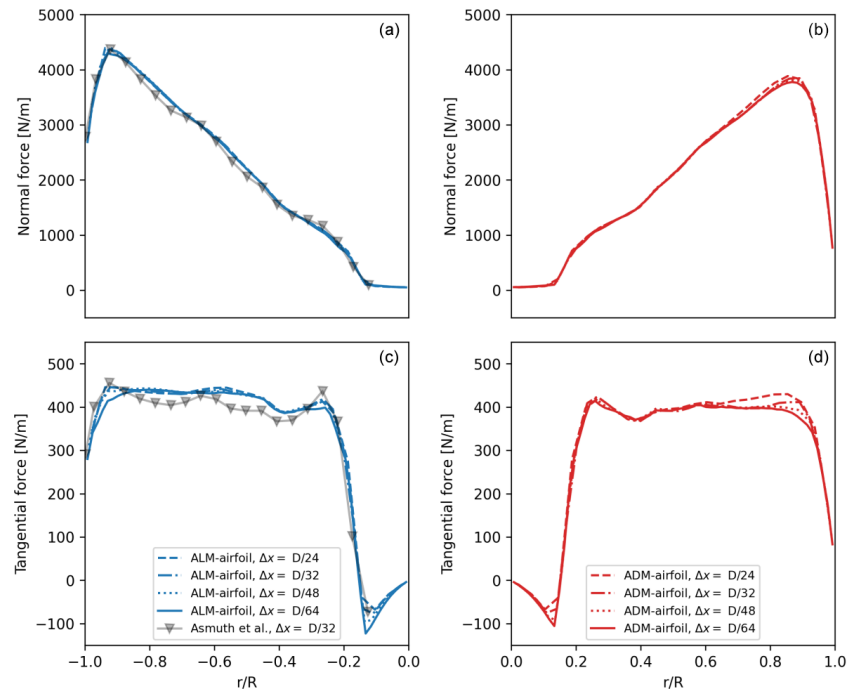 (a)
5000
4000
3000
2000
1000
0
Normal force [N/m]
(b)
5000
4000
3000
2000
1000
0
Normal force [N/m]
(c)
500
400
300
200
100
0
−100
Tangential force [N/m]
ALM-airfoil, Δx = D/24
ALM-airfoil, Δx = D/32
ALM-airfoil, Δx = D/48
ALM-airfoil, Δx = D/64
Asmuth et al., Δx = D/32
−1.0 −0.8 −0.6 −0.4 −0.2 0.0
r/R
(d)
500
400
300
200
100
0
−100
Tangential force [N/m]
ADM-airfoil, Δx = D/24
ADM-airfoil, Δx = D/32
ADM-airfoil, Δx = D/48
ADM-airfoil, Δx = D/64
0.0 0.2 0.4 0.6 0.8 1.0
r/R